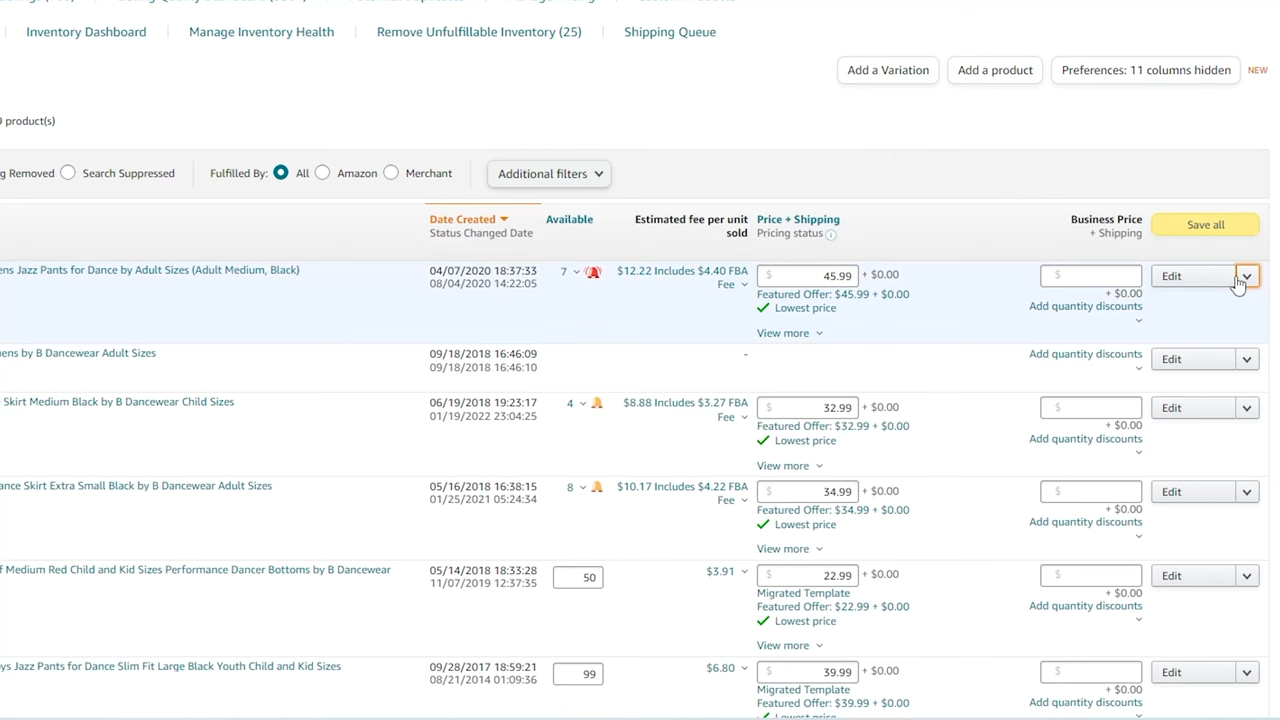 Inventory Dashboard Manage Inventory Health Remove Unfulfillable Inventory (25) Shipping Queue
Add a Variation Add a product Preferences: 11 columns hidden NEW
9 product(s)
g Removed Search Suppressed Fulfilled By: All Amazon Merchant Additional filters
Date Created Available Estimated fee per unit sold Price + Shipping Business Price Save all
Status Changed Date Pricing status + Shipping
ens Jazz Pants for Dance by Adult Sizes (Adult Medium, Black) 04/07/2020 18:37:33 7 $12.22 Includes $4.40 FBA $ 45.99 + $0.00 $ Edit
08/04/2020 14:22:05 Fee Featured Offer: $45.99 + $0.00 + $0.00
Lowest price Add quantity discounts
View more
uens by B Dancewear Adult Sizes 09/18/2018 16:46:09 - Add quantity discounts Edit
09/18/2018 16:46:10
Skirt Medium Black by B Dancewear Child Sizes 06/19/2018 19:23:17 4 $8.88 Includes $3.27 FBA $ 32.99 + $0.00 $ Edit
01/19/2022 23:04:25 Fee Featured Offer: $32.99 + $0.00 + $0.00
Lowest price Add quantity discounts
View more
ance Skirt Extra Small Black by B Dancewear Adult Sizes 05/16/2018 16:38:15 8 $10.17 Includes $4.22 FBA $ 34.99 + $0.00 $ Edit
01/25/2021 05:24:34 Fee Featured Offer: $34.99 + $0.00 + $0.00
Lowest price Add quantity discounts
View more
f Medium Red Child and Kid Sizes Performance Dancer Bottoms by B Dancewear 05/14/2018 18:33:28 50 $3.91 $ 22.99 + $0.00 $ Edit
11/07/2019 12:37:35 Migrated Template + $0.00
Featured Offer: $22.99 + $0.00 Add quantity discounts
Lowest price
View more
ys Jazz Pants for Dance Slim Fit Large Black Youth Child and Kid Sizes 09/28/2017 18:59:21 99 $6.80 $ 39.99 + $0.00 $ Edit
08/21/2014 01:09:36 Migrated Template + $0.00
Featured Offer: $39.99 + $0.00 Add quantity discounts
Lowest price